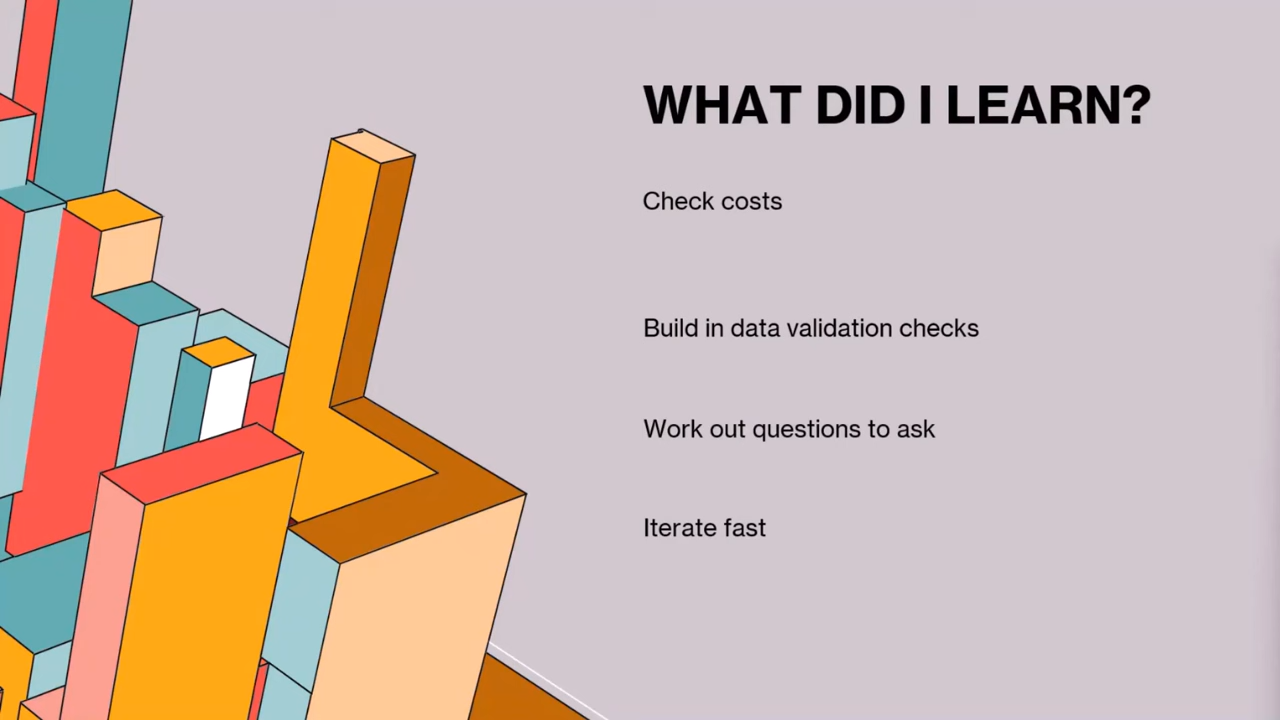 WHAT DID I LEARN?
Check costs
Build in data validation checks
Work out questions to ask
Iterate fast